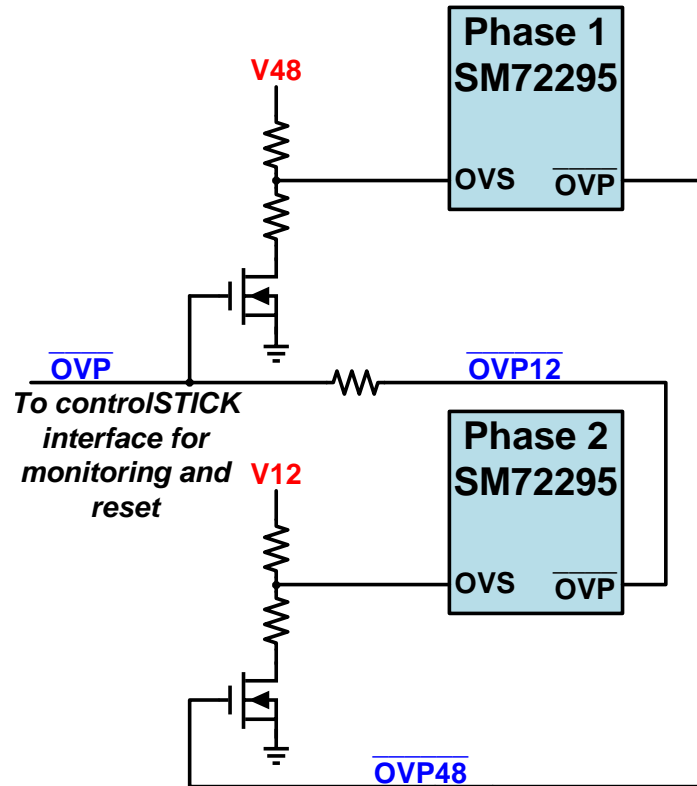 Phase 1
SM72295
V48
OVS OVP
OVP
OVP12
To controlSTICK
interface for
monitoring and
reset
Phase 2
SM72295
V12
OVS OVP
OVP48